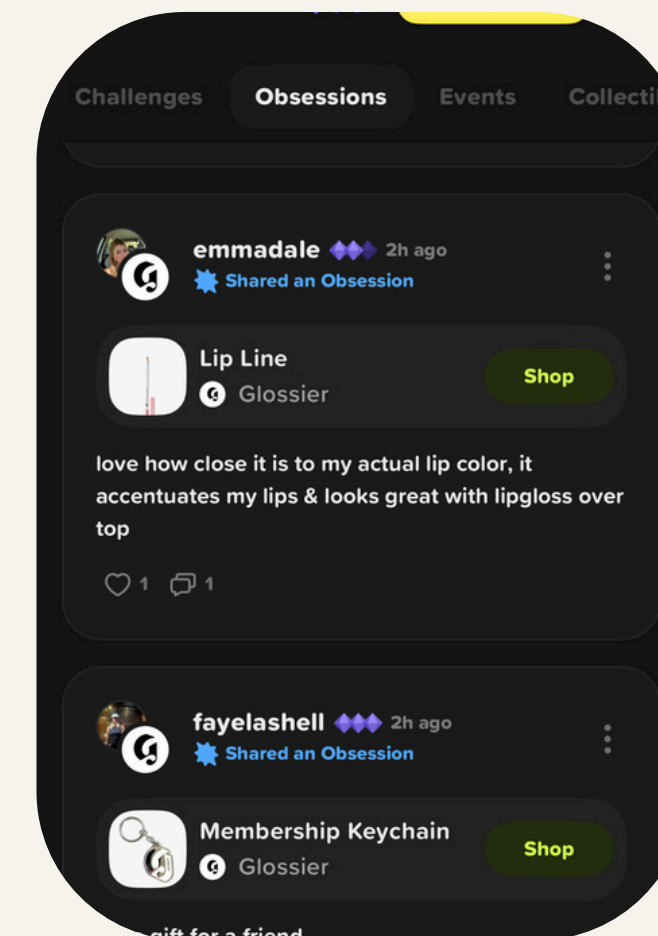 Challenges
Obsessions
Events
emmadale 2h ago
Shared an Obsession
Lip Line
Glossier
Shop
love how close it is to my actual lip color, it
accentuates my lips & looks great with lipgloss over
top
1 1
fayelashell 2h ago
Shared an Obsession
Membership Keychain
Glossier
Shop
gift for a friend